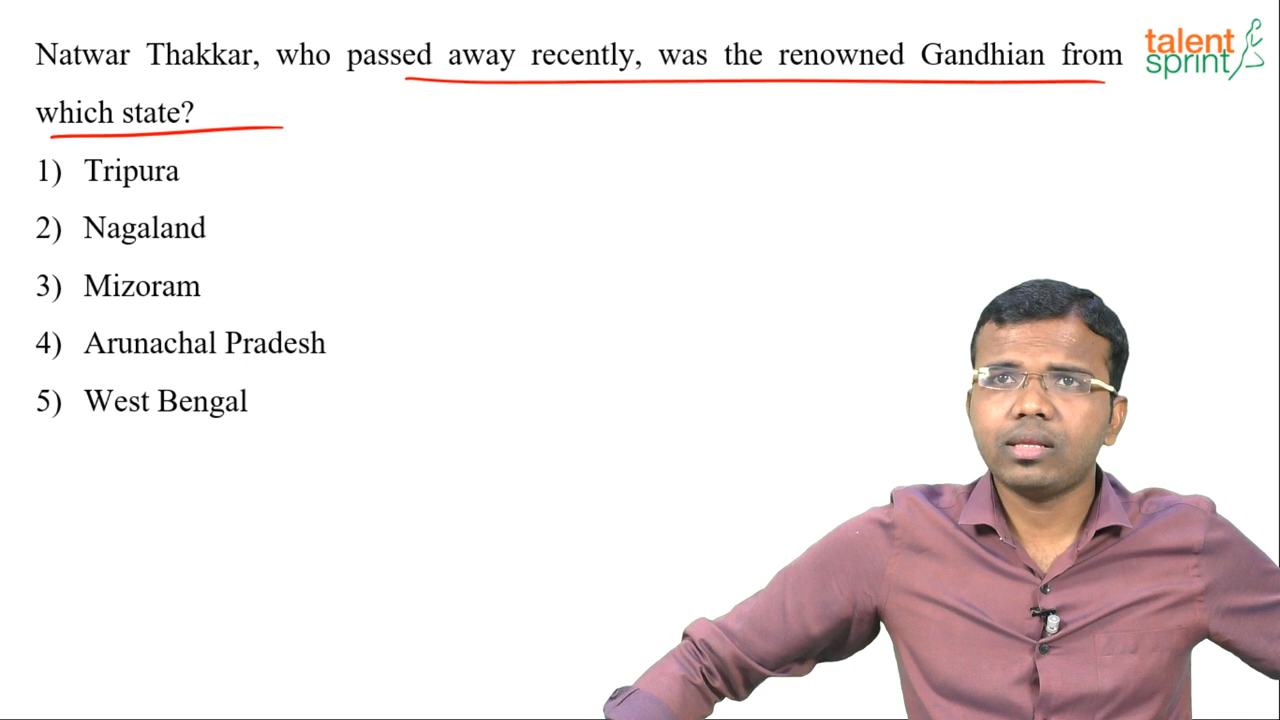 Natwar Thakkar, who passed away recently, was the renowned Gandhian from
which state?
1) Tripura
2) Nagaland
3) Mizoram
4) Arunachal Pradesh
5) West Bengal
talent
sprint